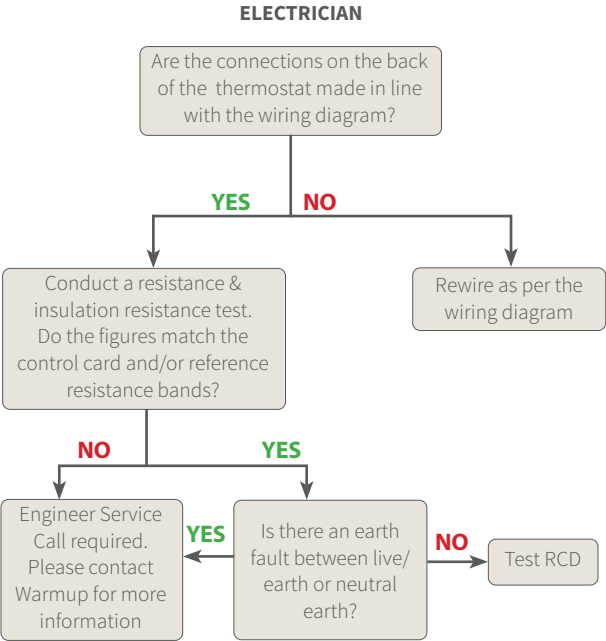 ELECTRICIAN
Are the connections on the back
of the thermostat made in line
with the wiring diagram?
YES
NO
Conduct a resistance &
insulation resistance test.
Do the figures match the
control card and/or reference
resistance bands?
Rewire as per the
wiring diagram
NO
YES
Engineer Service
Call required.
Please contact
Warmup for more
information
YES
Is there an earth
fault between live/
earth or neutral
earth?
NO
Test RCD